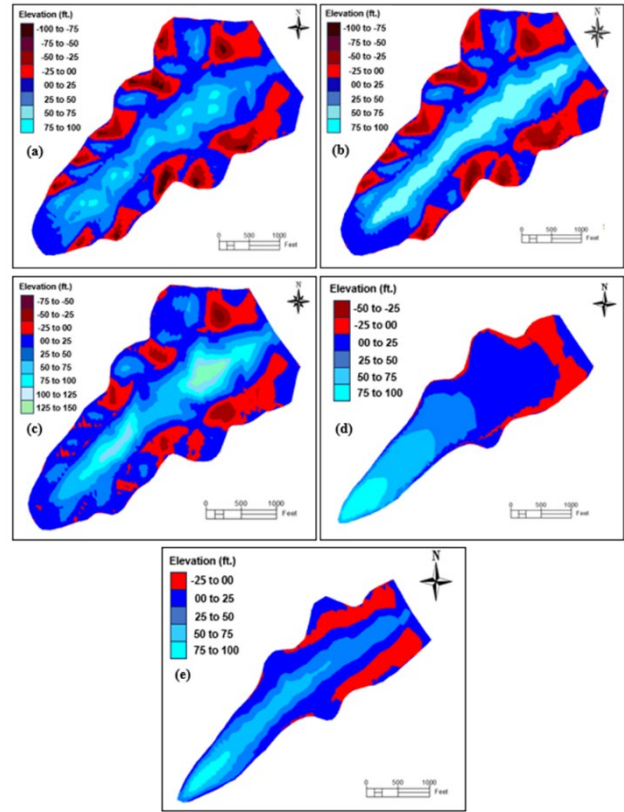 Elevation (ft.)
-100 to -75
-75 to -50
-50 to -25
-25 to 00
00 to 25
25 to 50
50 to 75
75 to 100
(a)
N
0 500 1000
Feet
Elevation (ft.)
-100 to -75
-75 to -50
-50 to -25
-25 to 00
00 to 25
25 to 50
50 to 75
75 to 100
(b)
N
0 500 1000
Feet
Elevation (ft.)
-75 to -50
-50 to -25
-25 to 00
00 to 25
25 to 50
50 to 75
75 to 100
100 to 125
125 to 150
(c)
N
0 500 1000
Feet
Elevation (ft.)
-50 to -25
-25 to 00
00 to 25
25 to 50
50 to 75
75 to 100
(d)
N
0 500 1000
Feet
Elevation (ft.)
-25 to 00
00 to 25
25 to 50
50 to 75
75 to 100
(e)
N
0 500 1000
Feet